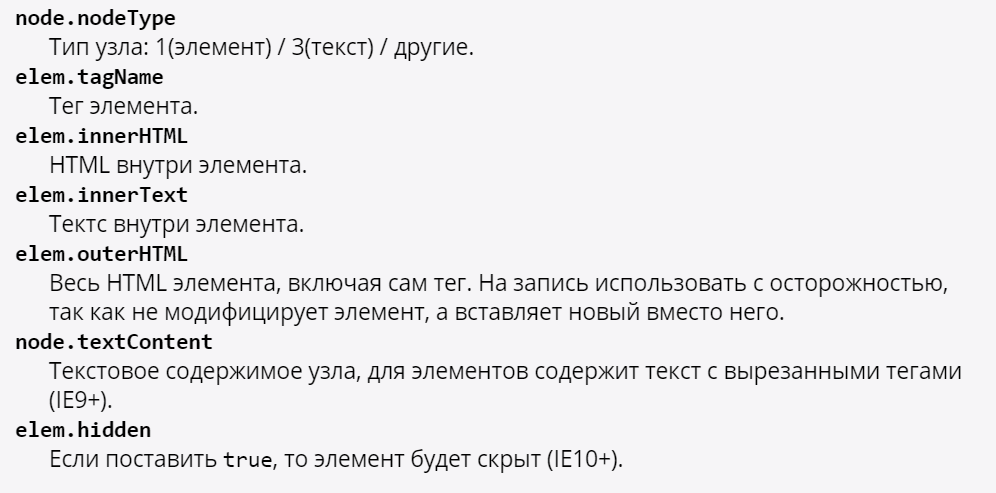 node.nodeType
Тип узла: 1(элемент) / 3(текст) / другие.
elem.tagName
Тег элемента.
elem.innerHTML
HTML внутри элемента.
elem.innerText
Тектс внутри элемента.
elem.outerHTML
Весь HTML элемента, включая сам тег. На запись использовать с осторожностью,
так как не модифицирует элемент, а вставляет новый вместо него.
node.textContent
Текстовое содержимое узла, для элементов содержит текст с вырезанными тегами
(IE9+).
elem.hidden
Если поставить true, то элемент будет скрыт (IE10+).